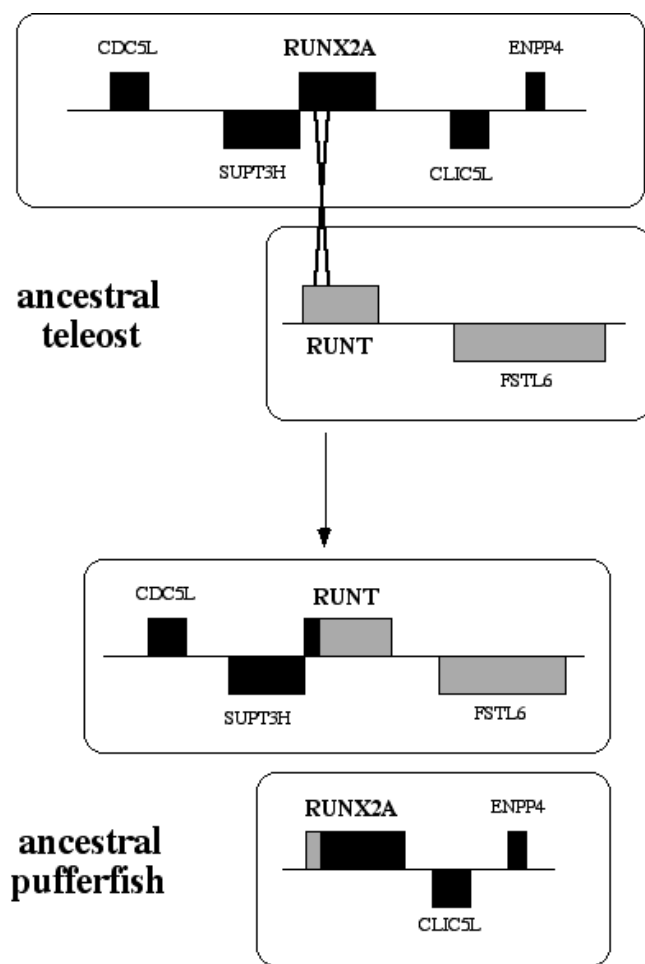 CDC5L
RUNX2A
ENPP4
SUPT3H
CLIC5L
ancestral
teleost
RUNT
FSTL6
CDC5L
RUNT
SUPT3H
FSTL6
ancestral
pufferfish
RUNX2A
ENPP4
CLIC5L